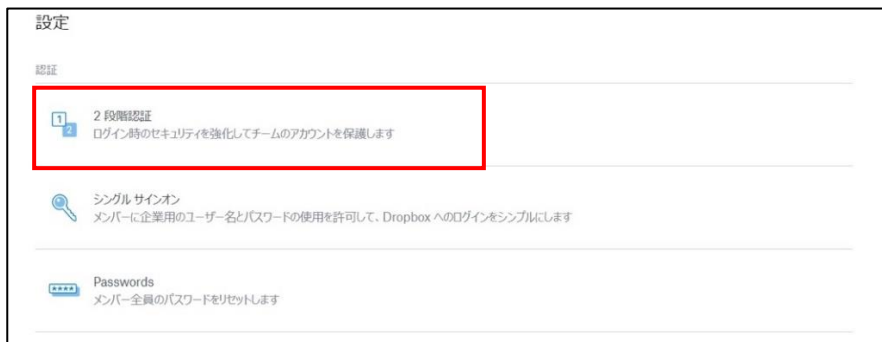 設定
認証
1
2
2 段階認証
ログイン時のセキュリティを強化してチームのアカウントを保護します
シングル サインオン
メンバーに企業用のユーザー名とパスワードの使用を許可して、Dropbox へのログインをシンプルにします
****
Passwords
メンバー全員のパスワードをリセットします